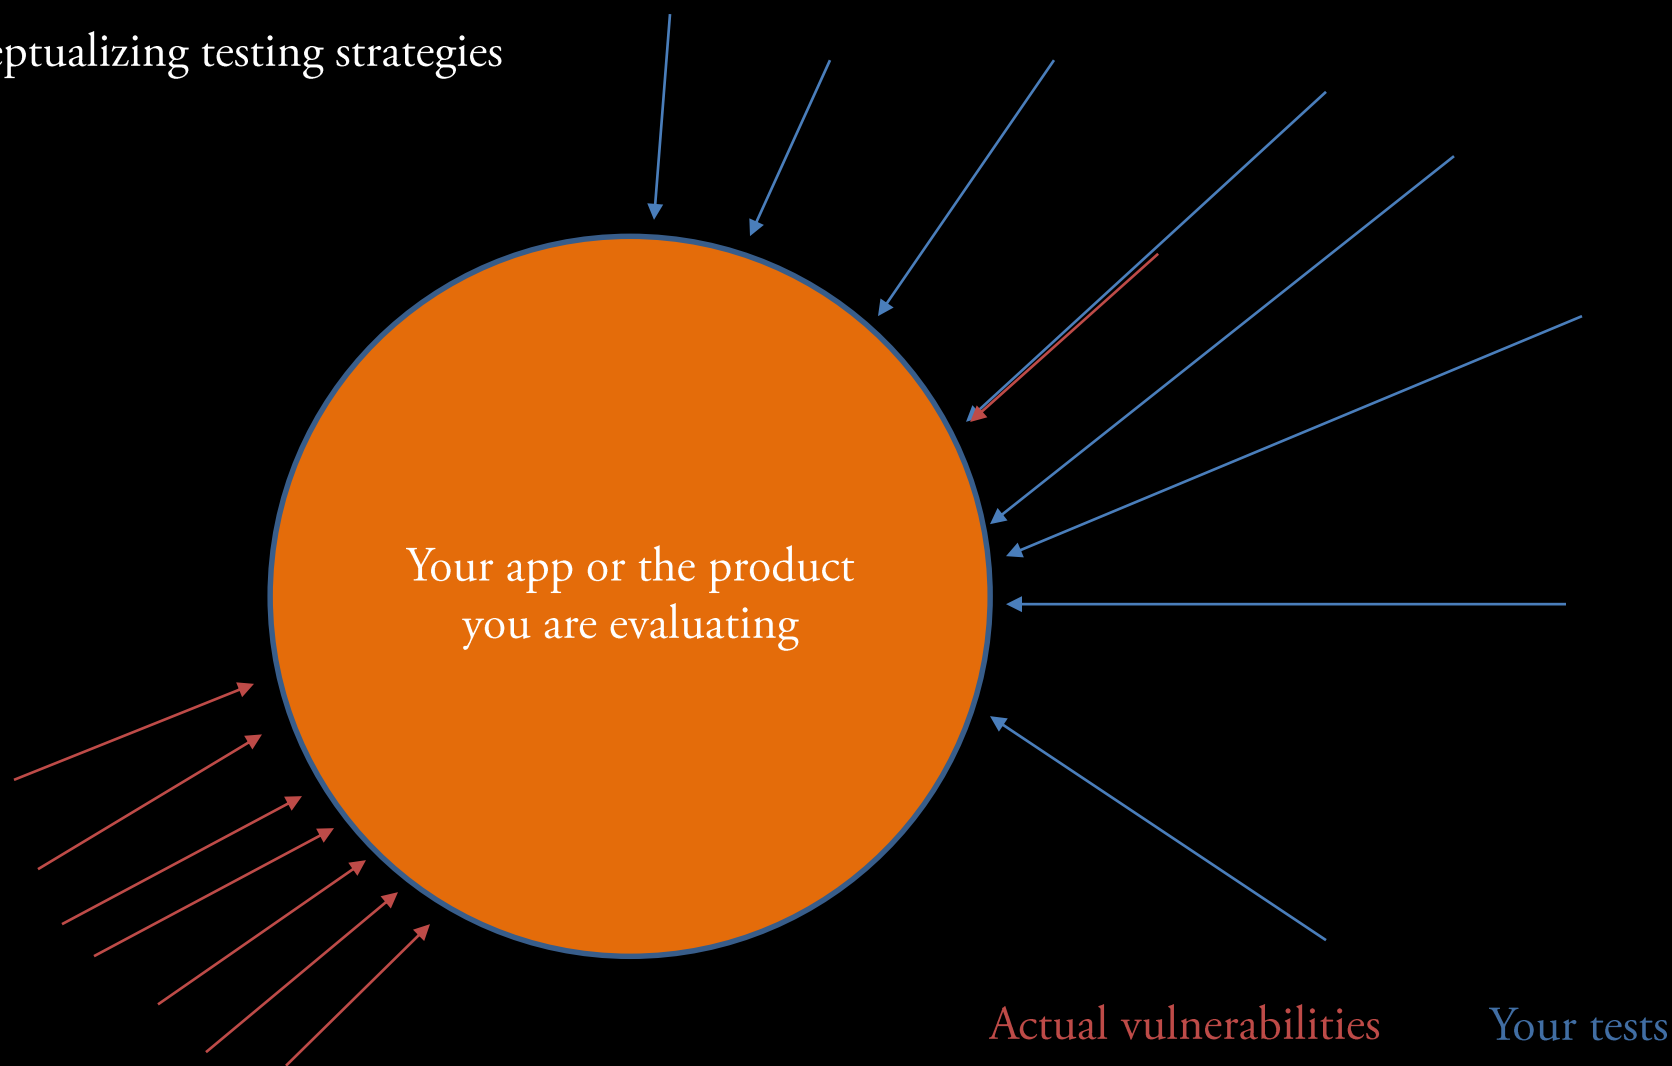 eptualizing testing strategies
Your app or the product
you are evaluating
Actual vulnerabilities
Your tests